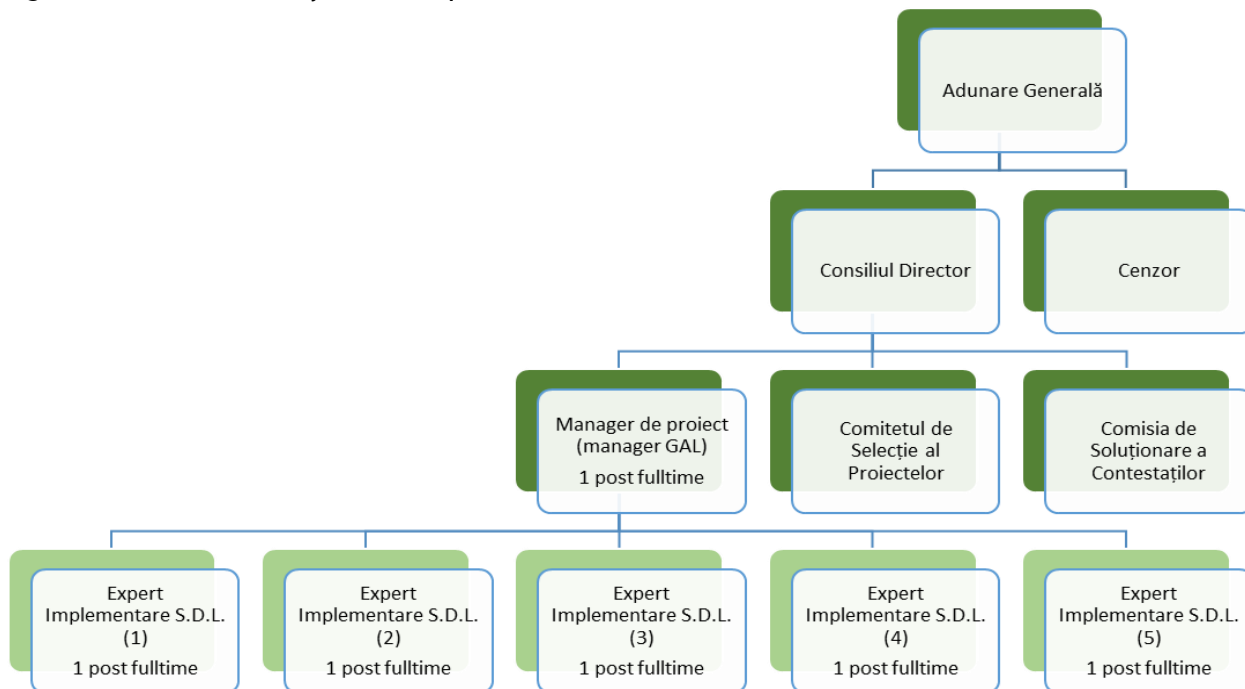 Adunare Generală
Consiliul Director
Cenzor
Manager de proiect
(manager GAL)
1 post fulltime
Comitetul de
Selecție al
Proiectelor
Comisia de
Soluționare a
Contestaților
Expert
Implementare S.D.L.
(1)
1 post fulltime
Expert
Implementare S.D.L.
(2)
1 post fulltime
Expert
Implementare S.D.L.
(3)
1 post fulltime
Expert
Implementare S.D.L.
(4)
1 post fulltime
Expert
Implementare S.D.L.
(5)
1 post fulltime